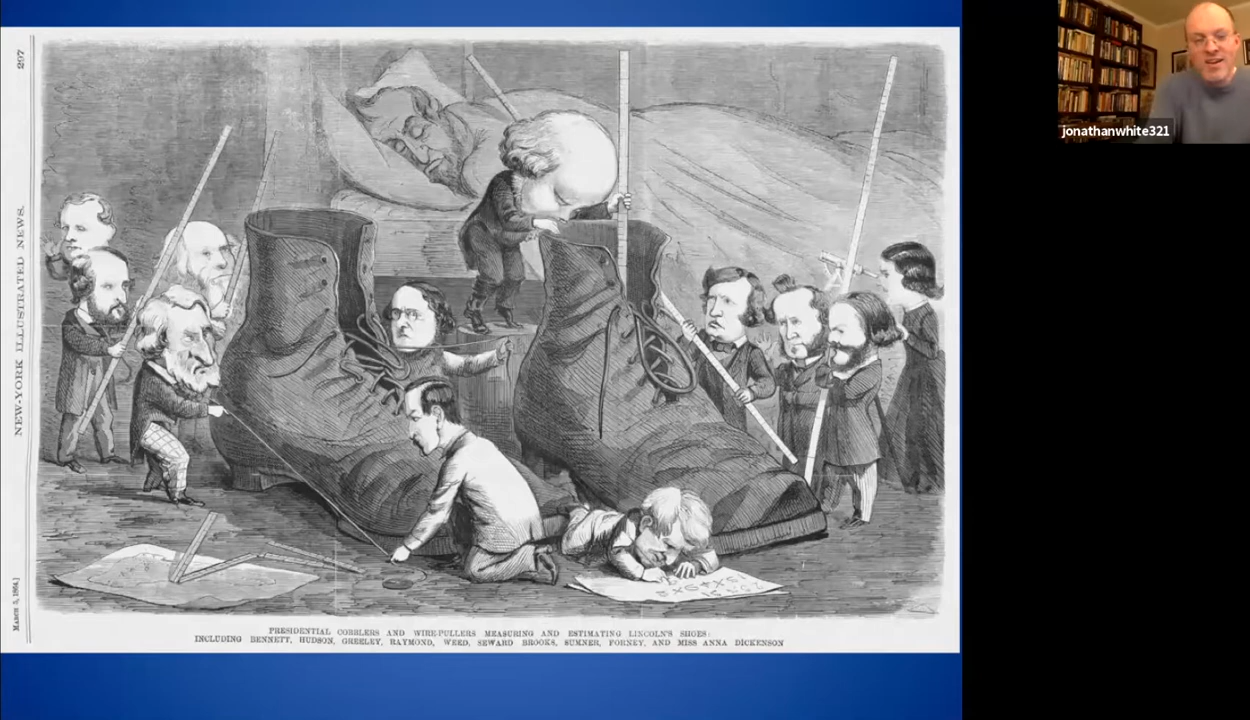 297
NEW-YORK ILLUSTRATED NEWS.
MARCH 5, 1864.]
PRESIDENTIAL COBBLERS AND WIRE-PULLERS MEASURING AND ESTIMATING LINCOLN'S SHOES:
INCLUDING BENNETT, HUDSON, GREELEY, RAYMOND, WEED, SEWARD BROOKS, SUMNER, FORNEY, AND MISS ANNA DICKENSON
jonathanwhite321